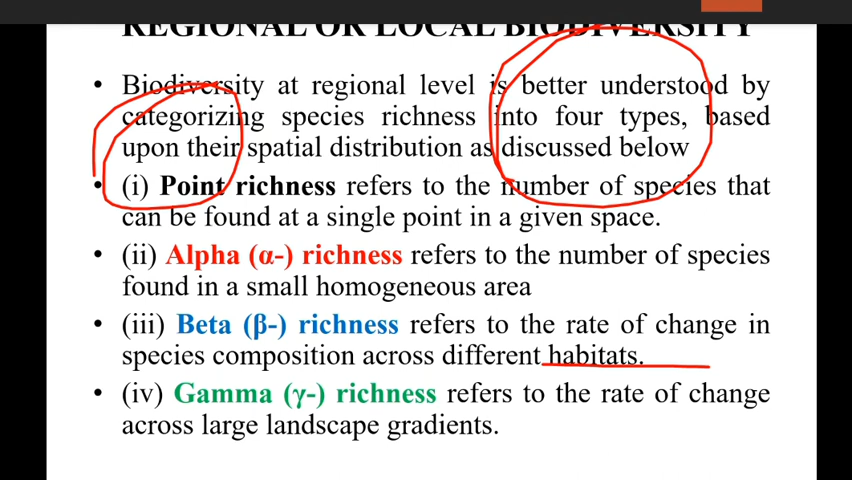 REGIONAL OR LOCAL BIODIVERSITY
• Biodiversity at regional level is better understood by
categorizing species richness into four types, based
upon their spatial distribution as discussed below
• (i) Point richness refers to the number of species that
can be found at a single point in a given space.
• (ii) Alpha (α-) richness refers to the number of species
found in a small homogeneous area
• (iii) Beta (β-) richness refers to the rate of change in
species composition across different habitats.
• (iv) Gamma (γ-) richness refers to the rate of change
across large landscape gradients.